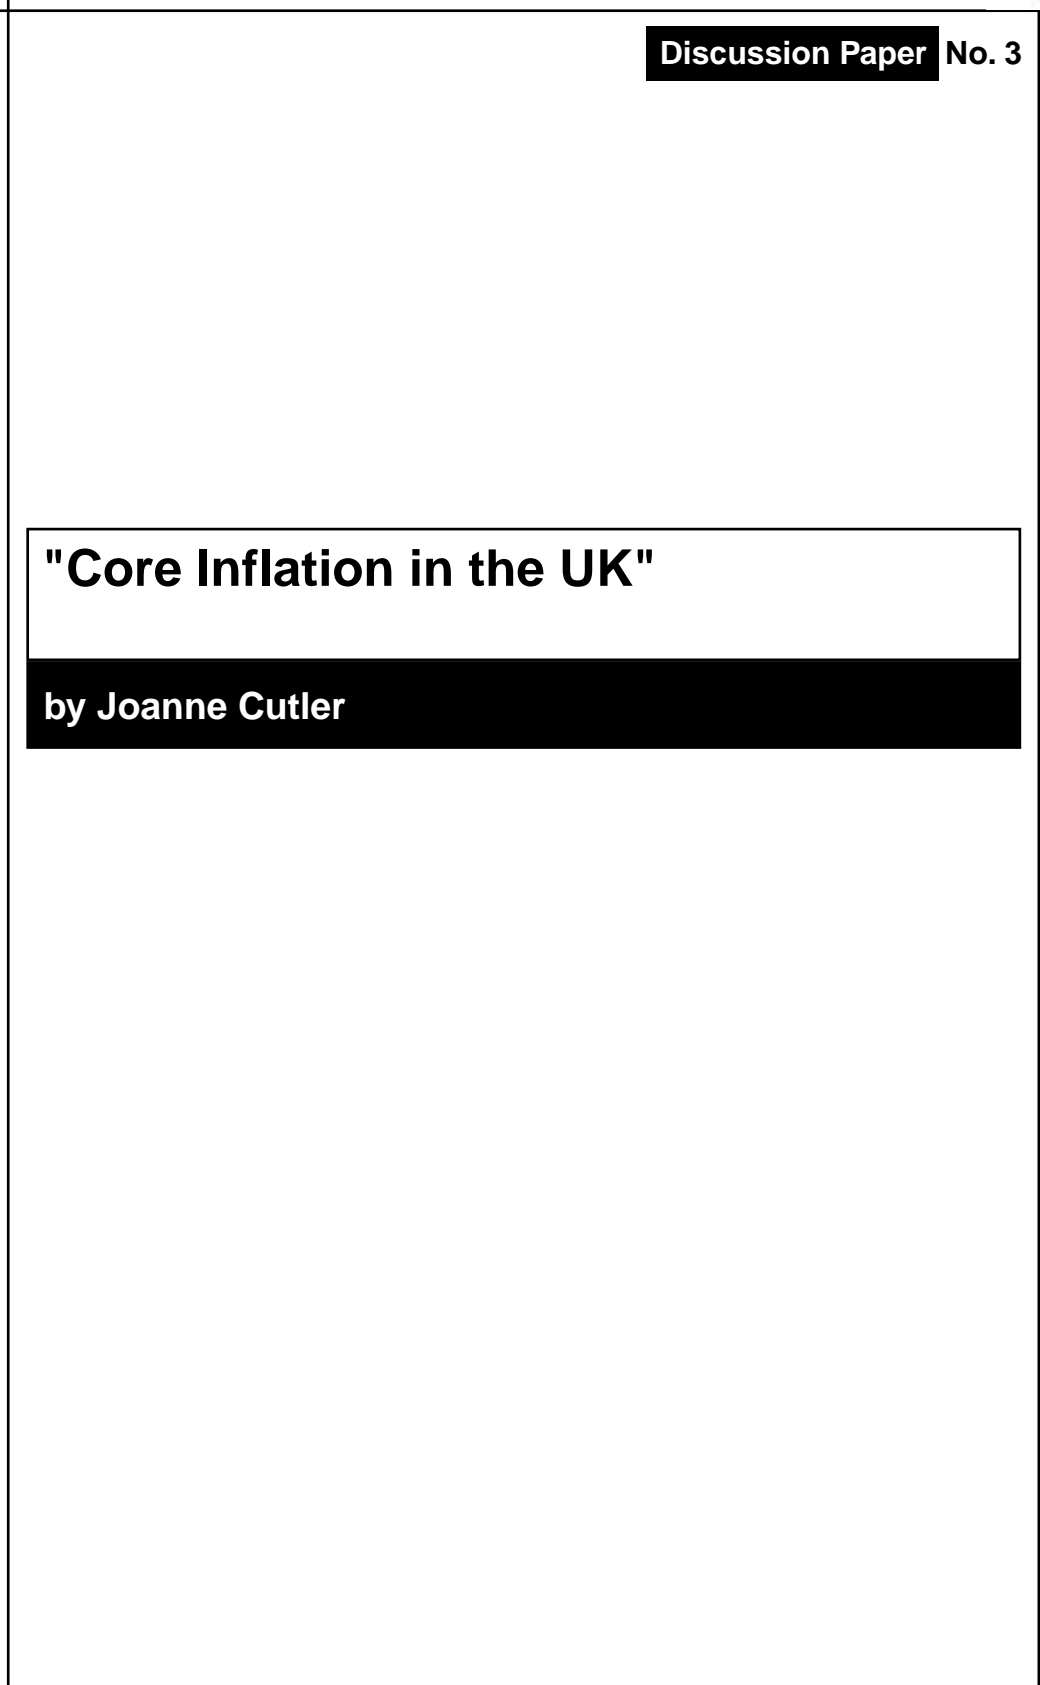 Discussion Paper No. 3
"Core Inflation in the UK"
by Joanne Cutler